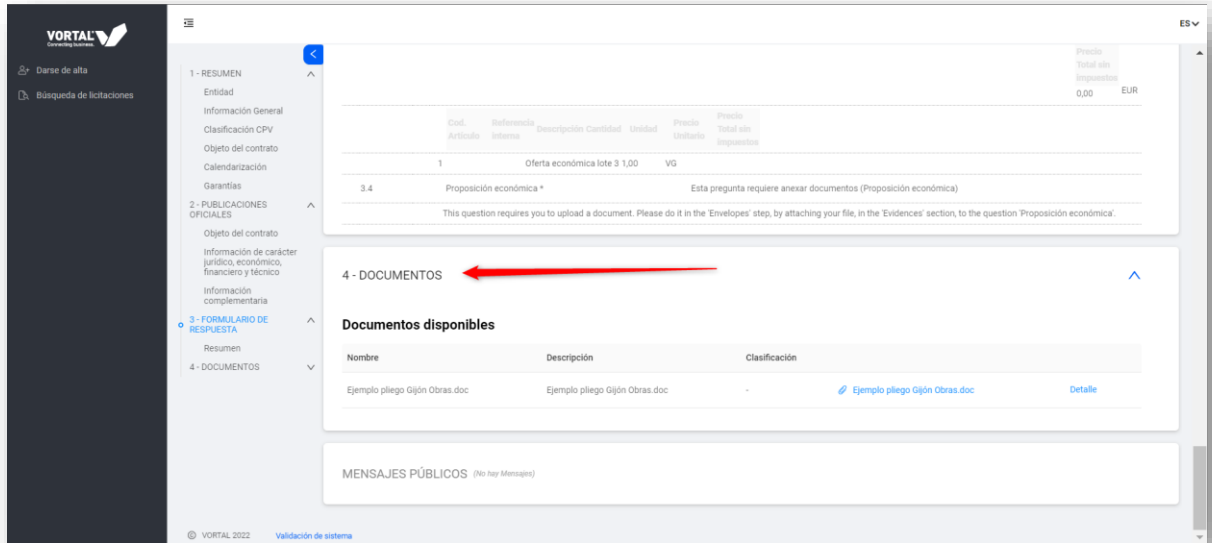 VORTAL
Connecting business.
ES
Darse de alta
Búsqueda de licitaciones
1 - RESUMEN
Entidad
Información General
Clasificación CPV
Objeto del contrato
Calendarización
Garantías
2 - PUBLICACIONES
OFICIALES
Objeto del contrato
Información de carácter
jurídico, económico,
financiero y técnico
Información
complementaria
3 - FORMULARIO DE
RESPUESTA
Resumen
4 - DOCUMENTOS
Precio
Total sin
Impuestos
0,00 EUR
Cod. Artículo
Referencia interna
Descripción
Cantidad
Unidad
Precio Unitario
Precio Total sin Impuestos
1 Oferta económica lote 3 1,00 VG
3.4 Proposición económica * Esta pregunta requiere anexar documentos (Proposición económica)
This question requires you to upload a document. Please do it in the 'Envelopes' step, by attaching your file, in the 'Evidences' section, to the question 'Proposición económica'.
4 - DOCUMENTOS
Documentos disponibles
Nombre Descripción Clasificación
Ejemplo pliego Gijón Obras.doc Ejemplo pliego Gijón Obras.doc - Ejemplo pliego Gijón Obras.doc Detalle
MENSAJES PÚBLICOS (No hay Mensajes)
© VORTAL 2022 Validación de sistema